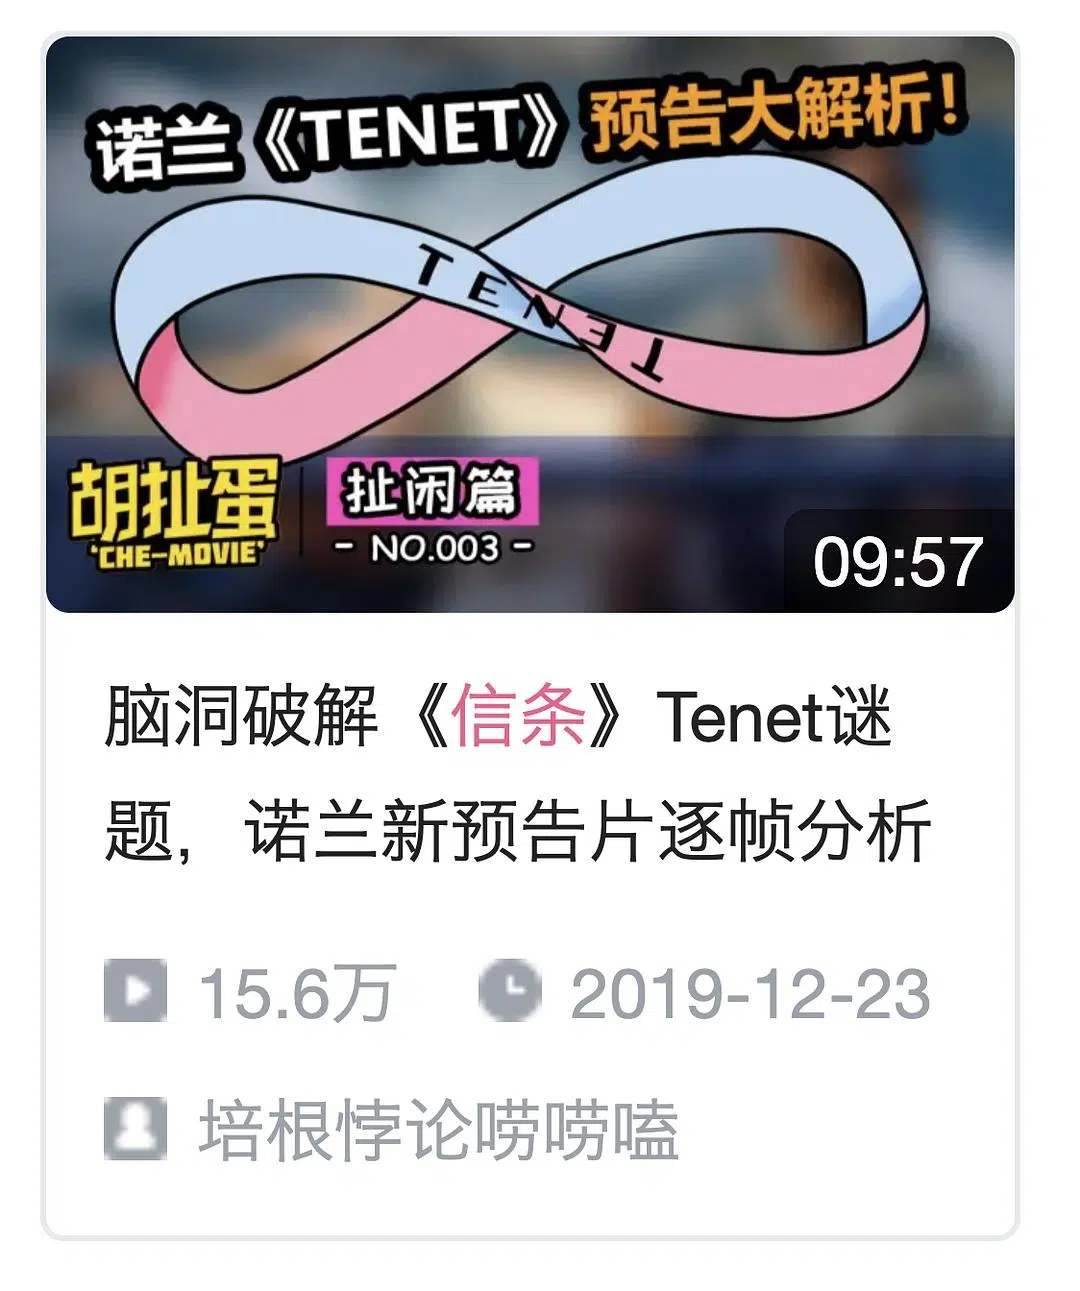 诺兰《TENET》预告大解析！
TENET
胡扯蛋
'CHE-MOVIE'
扯闲篇
- NO.003 -
09:57
脑洞破解《信条》Tenet谜
题，诺兰新预告片逐帧分析
15.6万
2019-12-23
培根悖论唠唠嗑